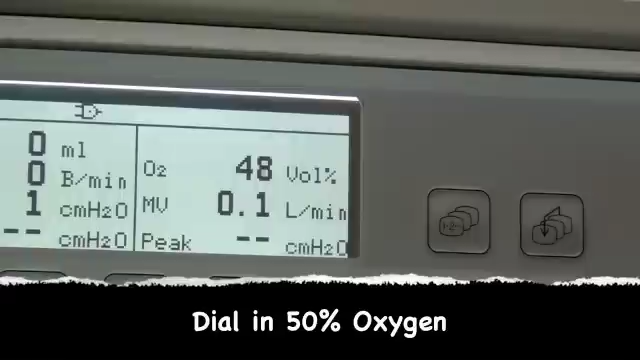 0 ml
0 B/min
1 cmH2O
-- cmH2O
O2 48 Vol%
MV 0.1 L/min
Peak -- cmH2O
Dial in 50% Oxygen